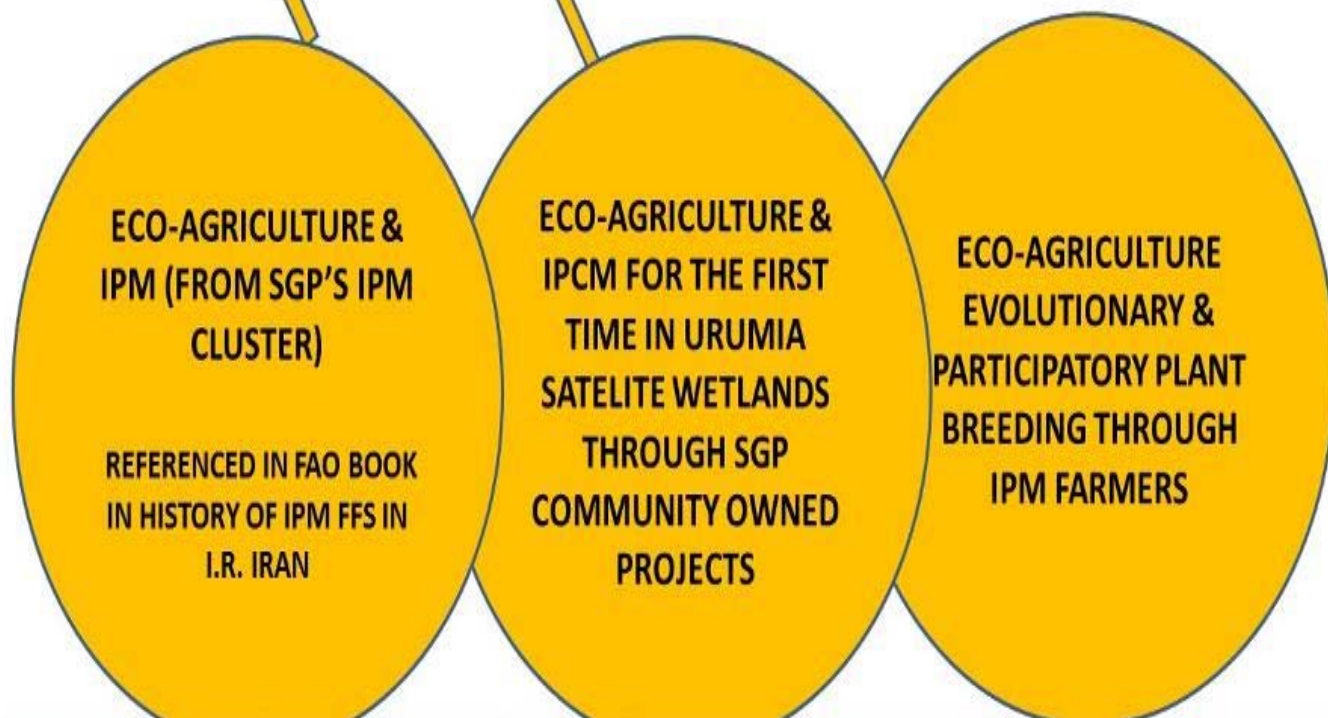 ECO-AGRICULTURE &
IPM (FROM SGP'S IPM
CLUSTER)
REFERENCED IN FAO BOOK
IN HISTORY OF IPM FFS IN
I.R. IRAN
ECO-AGRICULTURE &
IPCM FOR THE FIRST
TIME IN URUMIA
SATELITE WETLANDS
THROUGH SGP
COMMUNITY OWNED
PROJECTS
ECO-AGRICULTURE
EVOLUTIONARY &
PARTICIPATORY PLANT
BREEDING THROUGH
IPM FARMERS